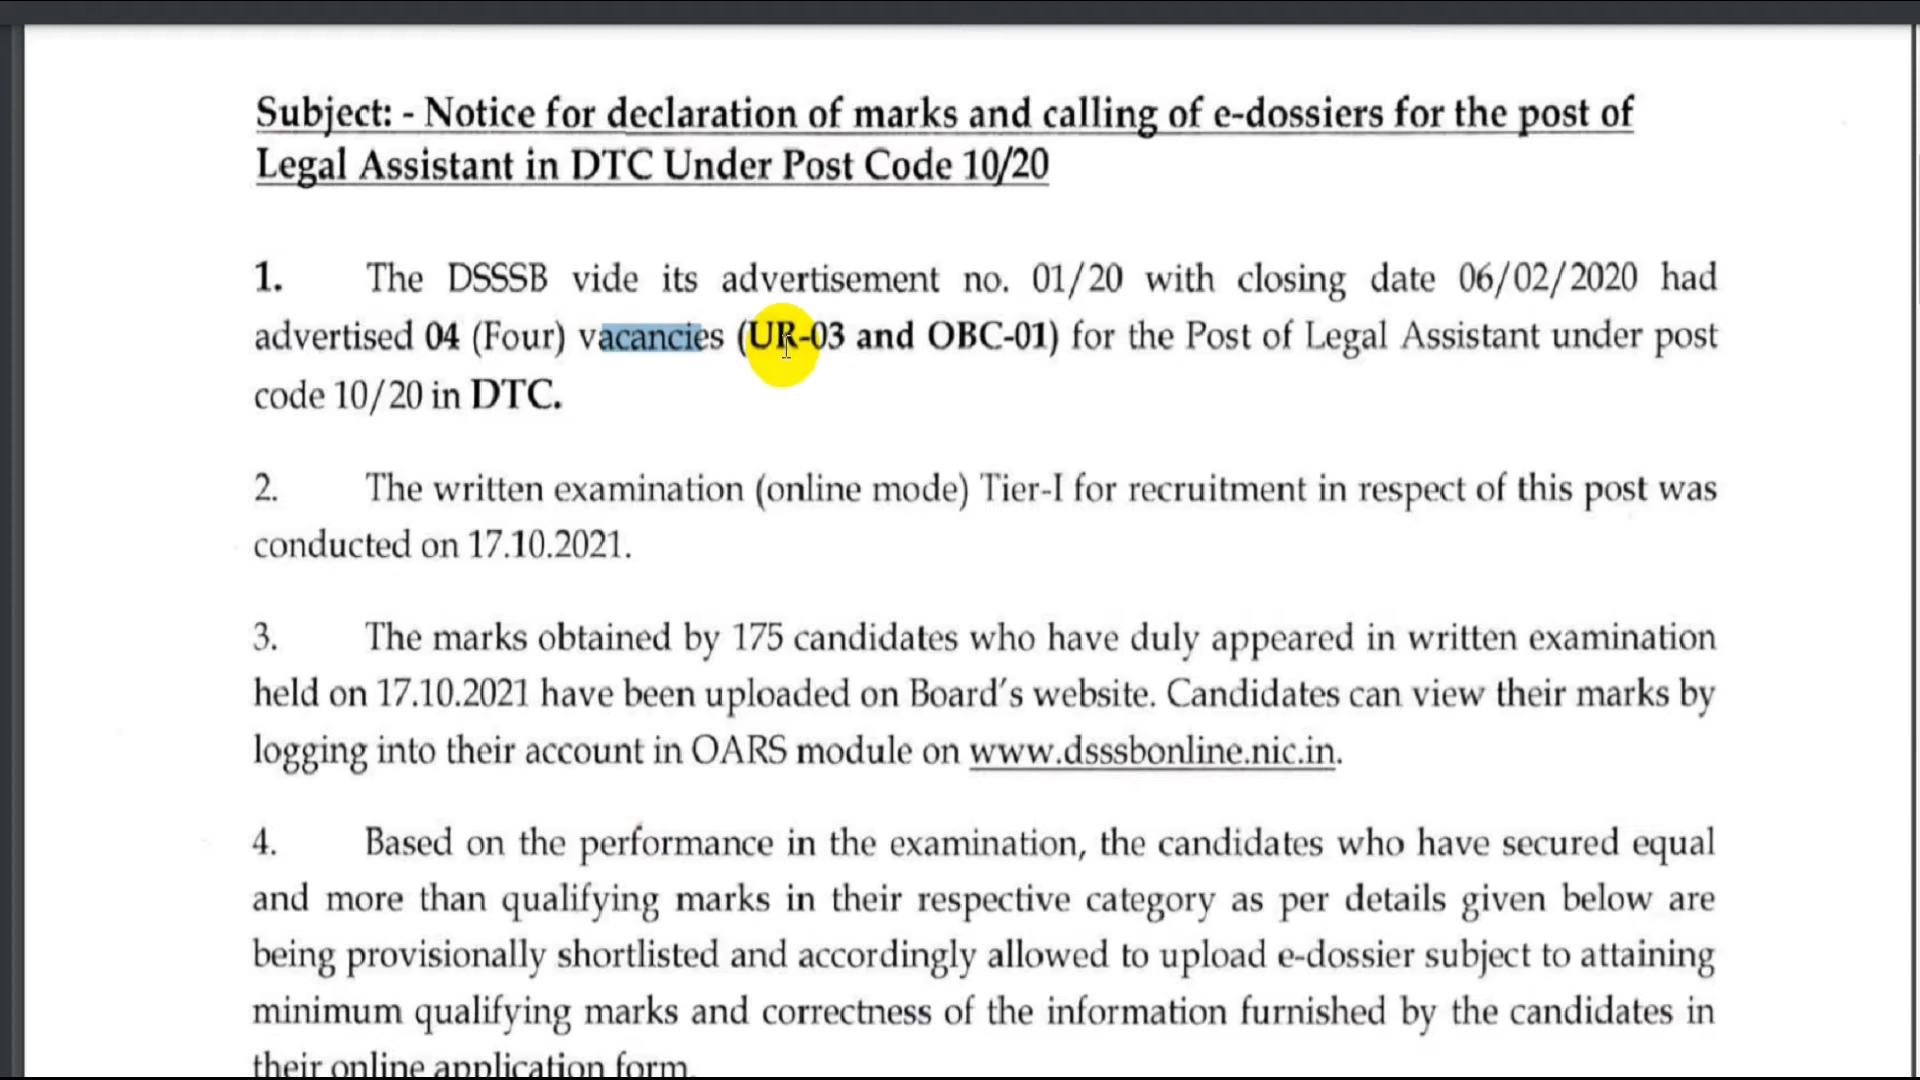 Subject: - Notice for declaration of marks and calling of e-dossiers for the post of
Legal Assistant in DTC Under Post Code 10/20
1. The DSSSB vide its advertisement no. 01/20 with closing date 06/02/2020 had
advertised 04 (Four) vacancies (UR-03 and OBC-01) for the Post of Legal Assistant under post
code 10/20 in DTC.
2. The written examination (online mode) Tier-I for recruitment in respect of this post was
conducted on 17.10.2021.
3. The marks obtained by 175 candidates who have duly appeared in written examination
held on 17.10.2021 have been uploaded on Board's website. Candidates can view their marks by
logging into their account in OARS module on www.dsssbonline.nic.in.
4. Based on the performance in the examination, the candidates who have secured equal
and more than qualifying marks in their respective category as per details given below are
being provisionally shortlisted and accordingly allowed to upload e-dossier subject to attaining
minimum qualifying marks and correctness of the information furnished by the candidates in
their online application form.